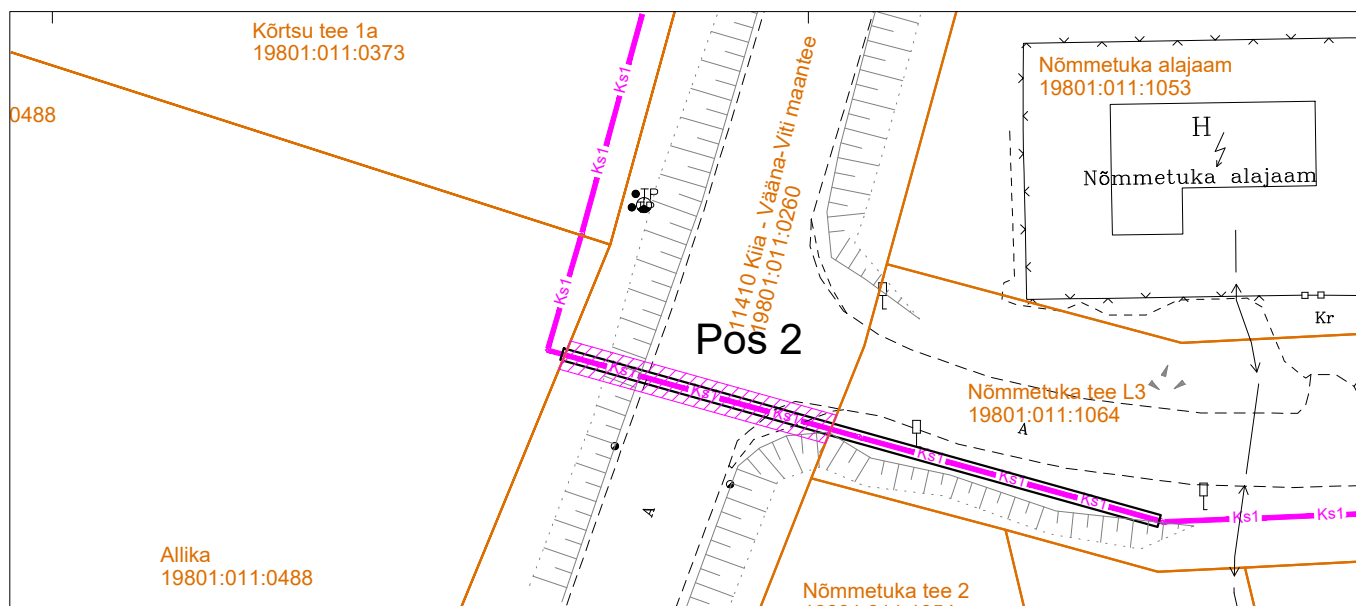 Kõrtsu tee 1a
19801:011:0373
0488
Ks1
Ks1
Ks1
TP
11410 Kiia - Vääna-Viti maantee
19801:011:0260
Nõmmetuka alajaam
19801:011:1053
H
Nõmmetuka alajaam
Kr
Pos 2
Ks1
Ks1
Ks1
Nõmmetuka tee L3
19801:011:1064
A
Ks1
Ks1
Ks1
Ks1
Ks1
A
Allika
19801:011:0488
Nõmmetuka tee 2